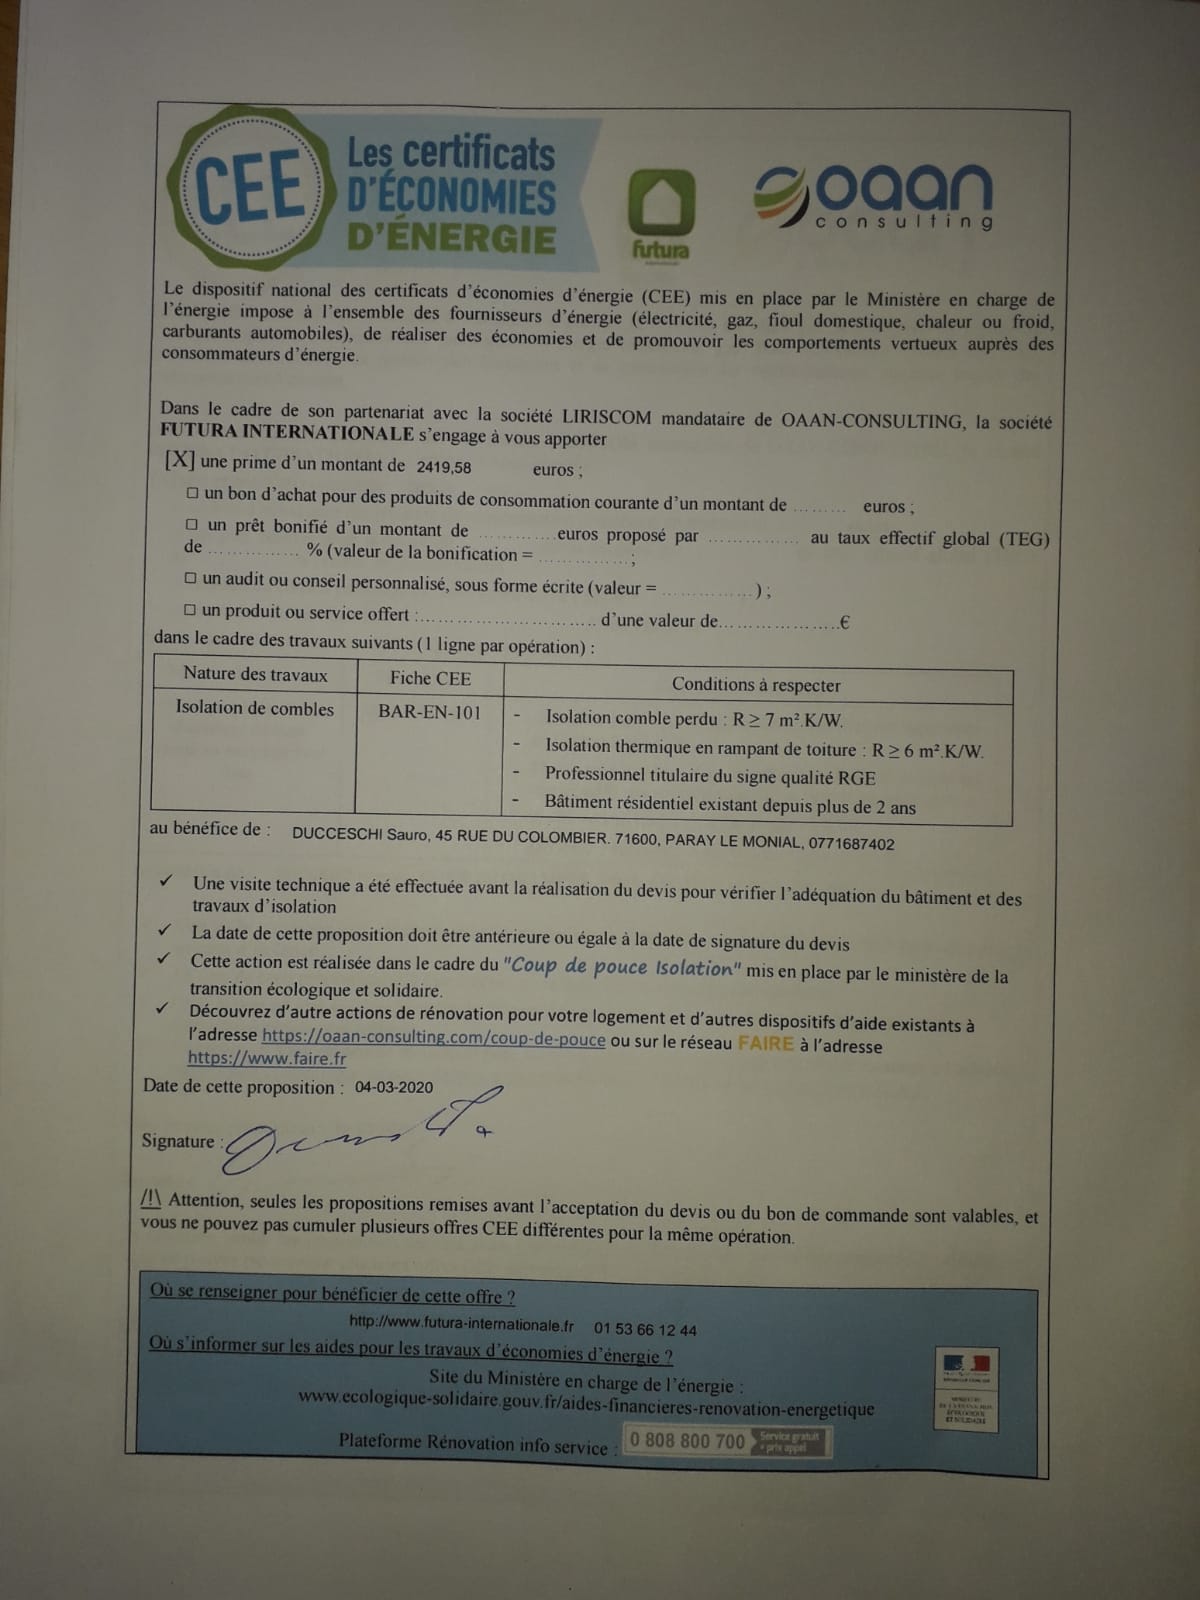 CEE
Les certificats
D'ÉCONOMIES
D'ÉNERGIE
futura
oaan
consulting
Le dispositif national des certificats d'économies d'énergie (CEE) mis en place par le Ministère en charge de
l'énergie impose à l'ensemble des fournisseurs d'énergie (électricité, gaz, fioul domestique, chaleur ou froid,
carburants automobiles), de réaliser des économies et de promouvoir les comportements vertueux auprès des
consommateurs d'énergie.
Dans le cadre de son partenariat avec la société LIRISCOM mandataire de OAAN-CONSULTING, la société
FUTURA INTERNATIONALE s'engage à vous apporter
[X] une prime d'un montant de 2419,58 euros ;
□ un bon d'achat pour des produits de consommation courante d'un montant de ......... euros ;
□ un prêt bonifié d'un montant de .............euros proposé par ............... au taux effectif global (TEG)
de ............... % (valeur de la bonification = ...............;
□ un audit ou conseil personnalisé, sous forme écrite (valeur = ...............) ;
□ un produit ou service offert :.............................. d'une valeur de.....................€
dans le cadre des travaux suivants (1 ligne par opération) :
Nature des travaux Fiche CEE Conditions à respecter
Isolation de combles BAR-EN-101 - Isolation comble perdu : R ≥ 7 m².K/W.
- Isolation thermique en rampant de toiture : R ≥ 6 m².K/W.
- Professionnel titulaire du signe qualité RGE
- Bâtiment résidentiel existant depuis plus de 2 ans
au bénéfice de : DUCCESCHI Sauro, 45 RUE DU COLOMBIER. 71600, PARAY LE MONIAL, 0771687402
✓ Une visite technique a été effectuée avant la réalisation du devis pour vérifier l'adéquation du bâtiment et des
travaux d'isolation
✓ La date de cette proposition doit être antérieure ou égale à la date de signature du devis
✓ Cette action est réalisée dans le cadre du "Coup de pouce Isolation" mis en place par le ministère de la
transition écologique et solidaire.
✓ Découvrez d'autre actions de rénovation pour votre logement et d'autres dispositifs d'aide existants à
l'adresse https://oaan-consulting.com/coup-de-pouce ou sur le réseau FAIRE à l'adresse
https://www.faire.fr
Date de cette proposition : 04-03-2020
Signature :
/!\ Attention, seules les propositions remises avant l'acceptation du devis ou du bon de commande sont valables, et
vous ne pouvez pas cumuler plusieurs offres CEE différentes pour la même opération.
Où se renseigner pour bénéficier de cette offre ?
http://www.futura-internationale.fr 01 53 66 12 44
Où s'informer sur les aides pour les travaux d'économies d'énergie ?
Site du Ministère en charge de l'énergie :
www.ecologique-solidaire.gouv.fr/aides-financieres-renovation-energetique
Plateforme Rénovation info service : 0 808 800 700 Service gratuit
+ prix appel